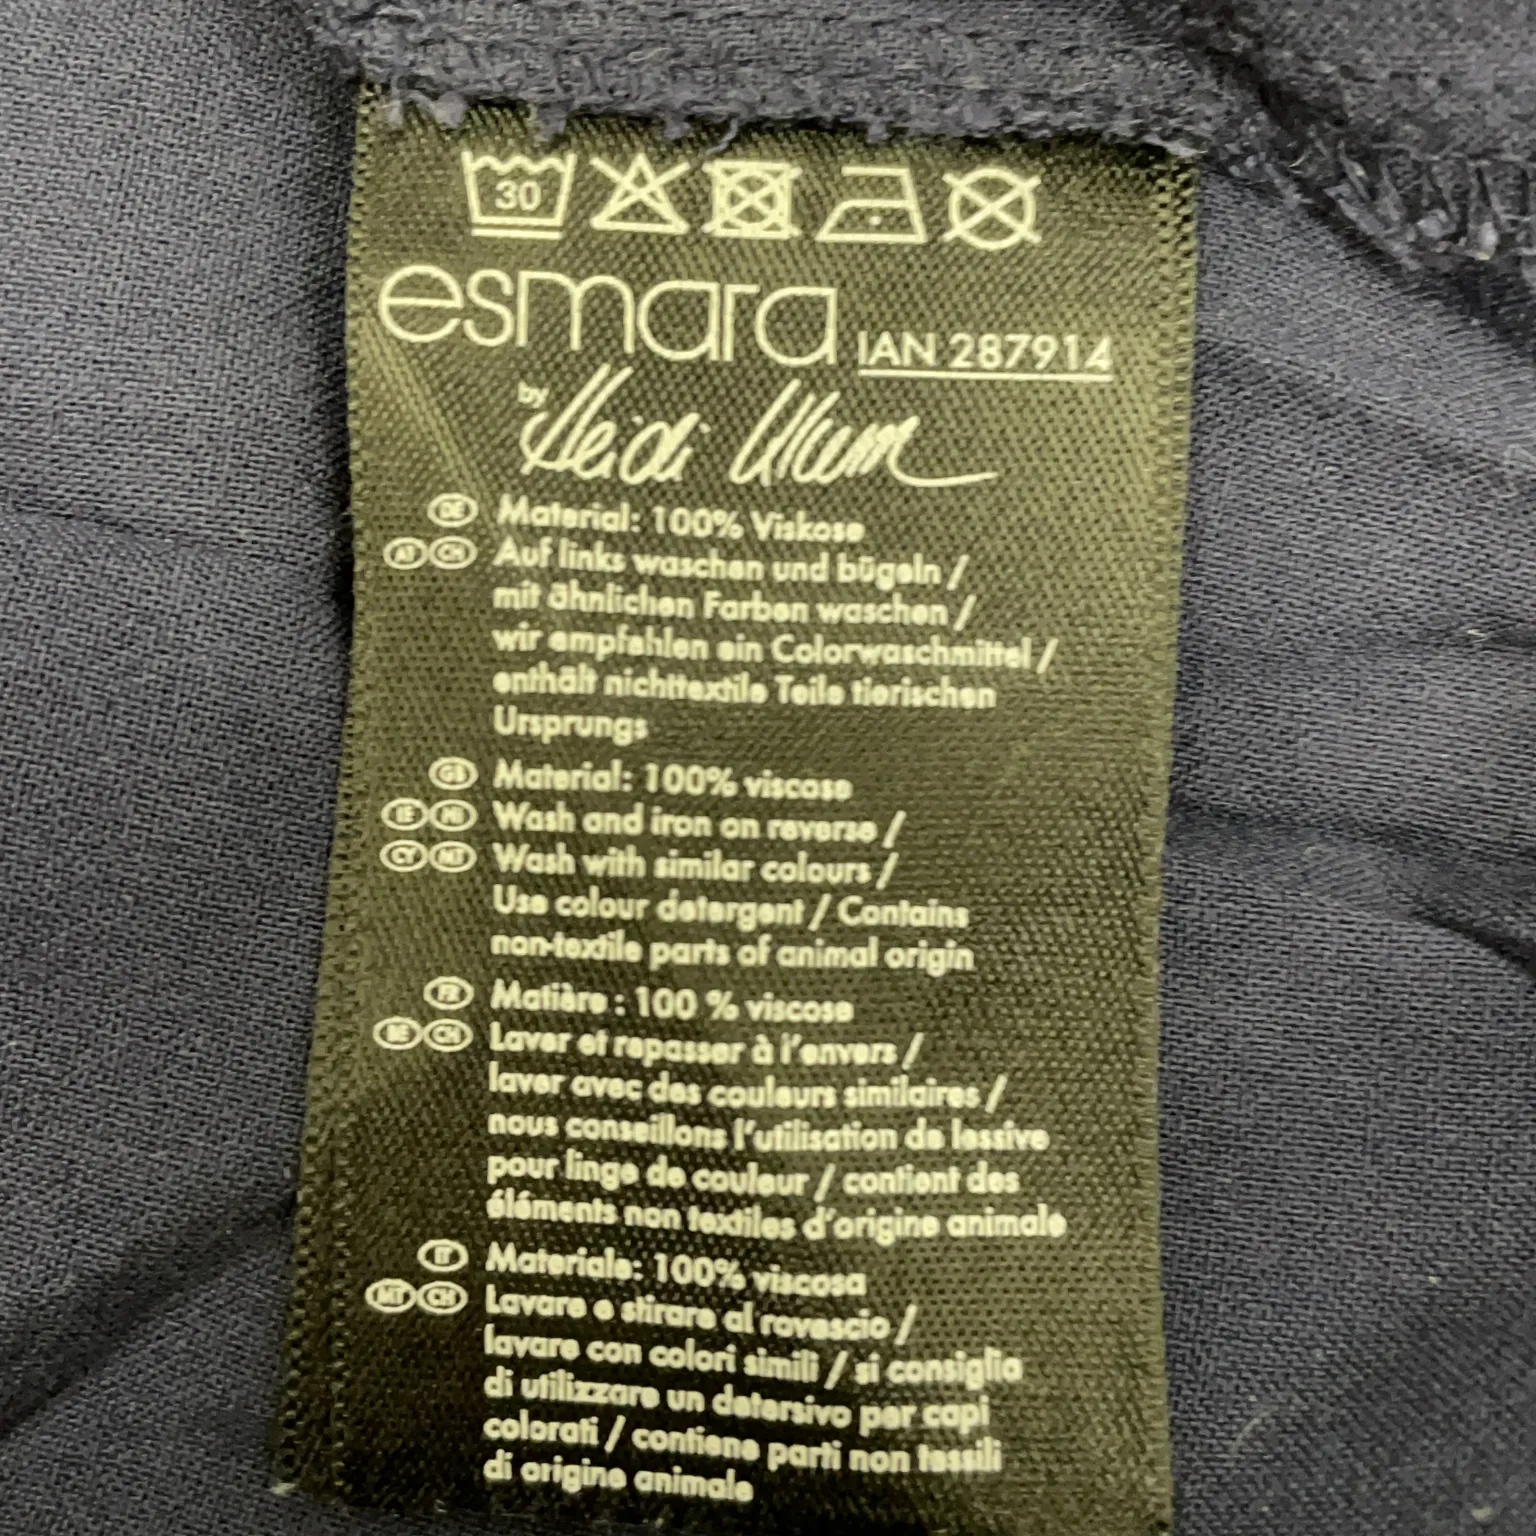 30
esmara IAN 287914
by Heidi Klum
DE Material: 100% Viskose
AT CH Auf links waschen und bügeln /
mit ähnlichen Farben waschen /
wir empfehlen ein Colorwaschmittel /
enthält nichttextile Teile tierischen
Ursprungs
GB Material: 100% viscose
IE NI Wash and iron on reverse /
CY MT Wash with similar colours /
Use colour detergent / Contains
non-textile parts of animal origin
FR Matière : 100 % viscose
BE CH Laver et repasser à l'envers /
laver avec des couleurs similaires /
nous conseillons l'utilisation de lessive
pour linge de couleur / contient des
éléments non textiles d'origine animale
IT Materiale: 100% viscosa
MT CH Lavare e stirare al rovescio /
lavare con colori simili / si consiglia
di utilizzare un detersivo per capi
colorati / contiene parti non tessili
di origine animale